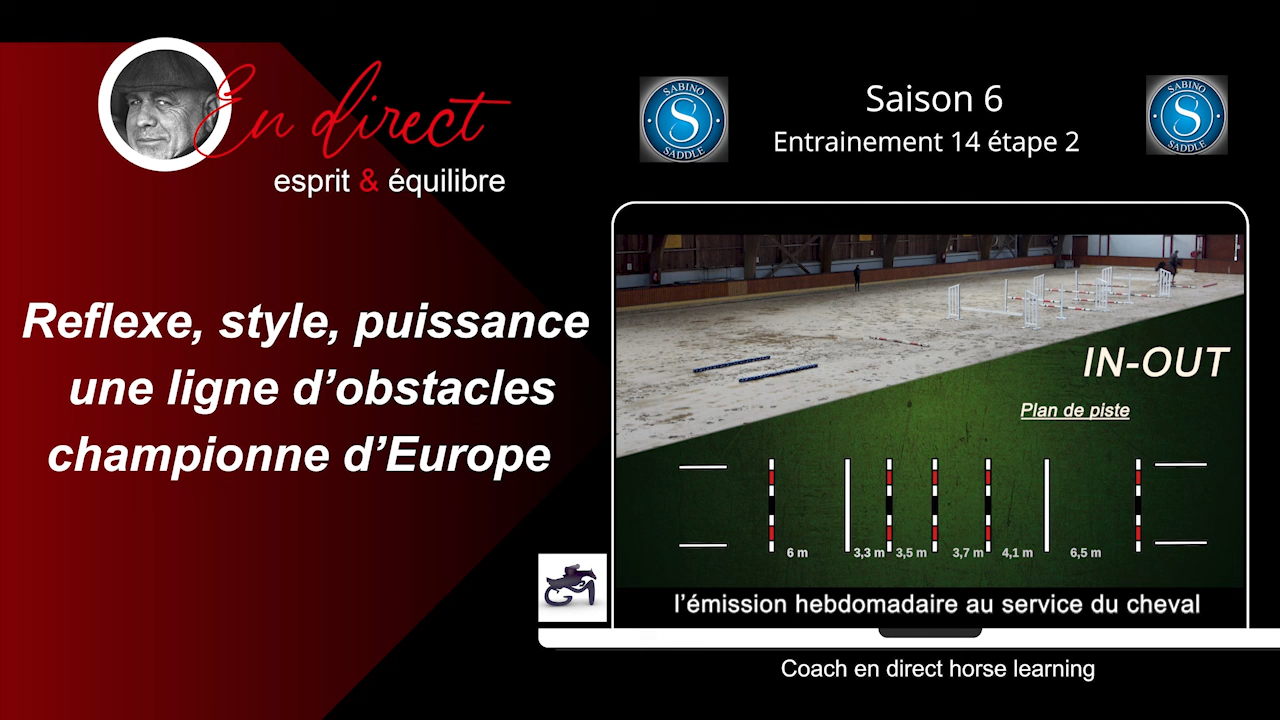 En direct
esprit & équilibre
SABINO
S
SADDLE
Saison 6
Entrainement 14 étape 2
SABINO
S
SADDLE
Reflexe, style, puissance
une ligne d’obstacles
championne d’Europe
IN-OUT
Plan de piste
6 m 3,3 m 3,5 m 3,7 m 4,1 m 6,5 m
l’émission hebdomadaire au service du cheval
Coach en direct horse learning